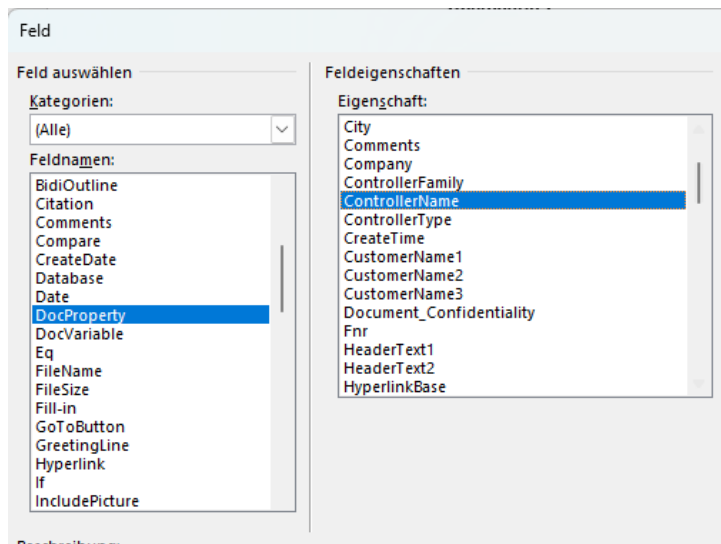 Feld
Feld auswählen
Kategorien:
(Alle)
Feldnamen:
BidiOutline
Citation
Comments
Compare
CreateDate
Database
Date
DocProperty
DocVariable
Eq
FileName
FileSize
Fill-in
GoToButton
GreetingLine
Hyperlink
If
IncludePicture
Feldeigenschaften
Eigenschaft:
City
Comments
Company
ControllerFamily
ControllerName
ControllerType
CreateTime
CustomerName1
CustomerName2
CustomerName3
Document_Confidentiality
Fnr
HeaderText1
HeaderText2
HyperlinkBase